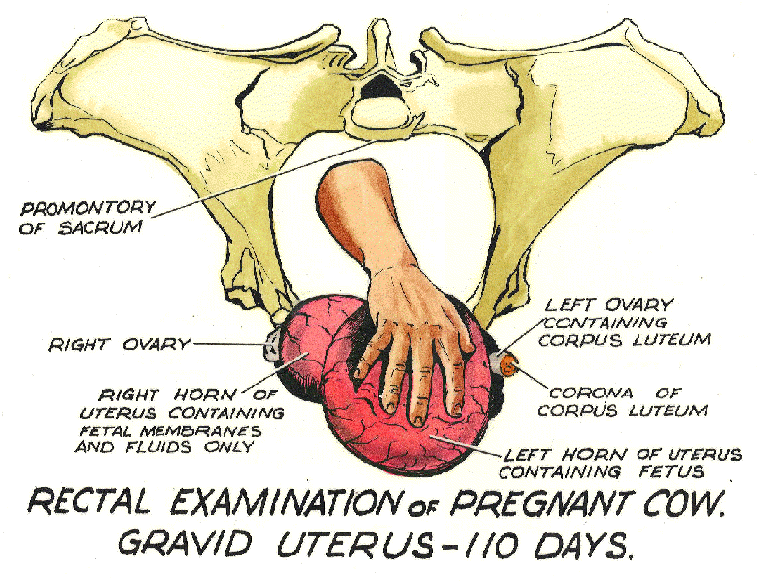 PROMONTORY
OF SACRUM
RIGHT OVARY
RIGHT HORN OF
UTERUS CONTAINING
FETAL MEMBRANES
AND FLUIDS ONLY
LEFT OVARY
CONTAINING
CORPUS LUTEUM
CORONA OF
CORPUS LUTEUM
LEFT HORN OF UTERUS
CONTAINING FETUS
RECTAL EXAMINATION OF PREGNANT COW.
GRAVID UTERUS-110 DAYS.